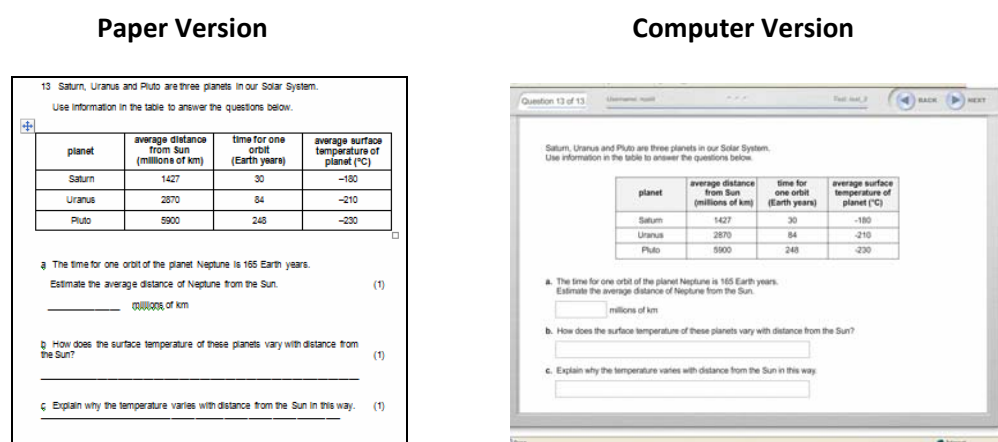 Paper Version
Computer Version
13 Saturn, Uranus and Pluto are three planets in our Solar System.
Use information in the table to answer the questions below.
planet
average distance
from Sun
(millions of km)
time for one
orbit
(Earth years)
average surface
temperature of
planet (°C)
Saturn 1427 30 –180
Uranus 2870 84 –210
Pluto 5900 248 –230
a The time for one orbit of the planet Neptune is 165 Earth years.
Estimate the average distance of Neptune from the Sun. (1)
millions of km
b How does the surface temperature of these planets vary with distance from
the Sun? (1)
c Explain why the temperature varies with distance from the Sun in this way. (1)
Question 13 of 13
BACK
NEXT
Saturn, Uranus and Pluto are three planets in our Solar System.
Use information in the table to answer the questions below.
planet
average distance
from Sun
(millions of km)
time for
one orbit
(Earth years)
average surface
temperature of
planet (°C)
Saturn 1427 30 -180
Uranus 2870 84 -210
Pluto 5900 248 -230
a. The time for one orbit of the planet Neptune is 165 Earth years.
Estimate the average distance of Neptune from the Sun.
millions of km
b. How does the surface temperature of these planets vary with distance from the Sun?
c. Explain why the temperature varies with distance from the Sun in this way.